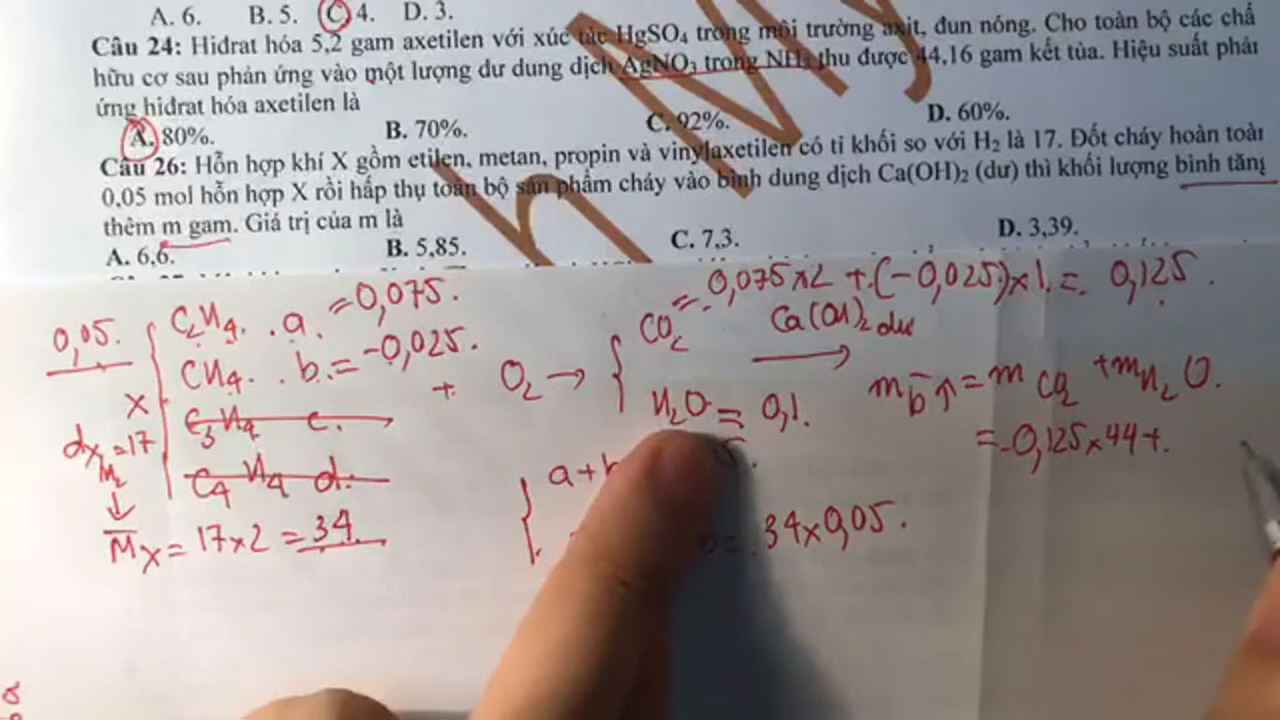 A. 6. B. 5. C. 4. D. 3.
Câu 24: Hiđrat hóa 5,2 gam axetilen với xúc tác HgSO₄ trong môi trường axit, đun nóng. Cho toàn bộ các chấ
hữu cơ sau phản ứng vào một lượng dư dung dịch AgNO₃ trong NH₃ thu được 44,16 gam kết tủa. Hiệu suất phản
ứng hiđrat hóa axetilen là
A. 80%. B. 70%. C. 92%. D. 60%.
Câu 26: Hỗn hợp khí X gồm etilen, metan, propin và vinylaxetilen có tỉ khối so với H₂ là 17. Đốt cháy hoàn toàn
0,05 mol hỗn hợp X rồi hấp thụ toàn bộ sản phẩm cháy vào bình dung dịch Ca(OH)₂ (dư) thì khối lượng bình tăng
thêm m gam. Giá trị của m là
A. 6,6. B. 5,85. C. 7,3. D. 3,39.
0,05. C₂H₄. . a. = 0,075.
CH₄. . b. = -0,025.
X C₃H₄ c.
C₄H₄ d.
dX/H₂ = 17
M̄X = 17x2 = 34.
+ O₂ →
CO₂ = 0,075x2 + (-0,025)x1. = 0,125.
Ca(OH)₂ dư
H₂O = 0,1.
m b̄ ↑ = m CO₂ + m H₂O.
= 0,125x44 +.
a+
= 34x0,05.